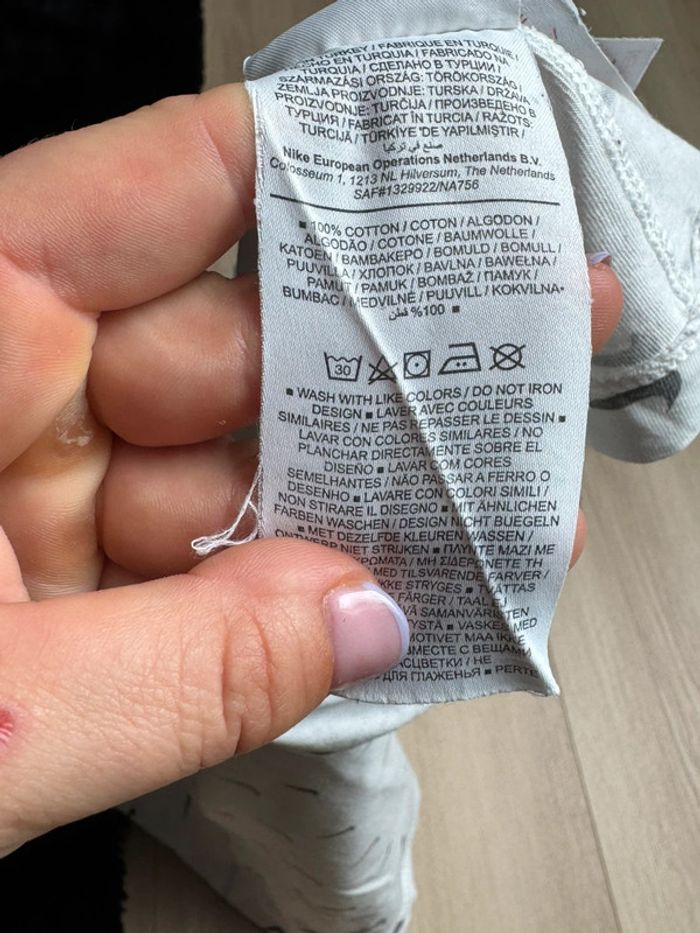 TURKEY / FABRIQUE EN TURQUIE /
EN TURQUIA / FABRICADO NA
TURQUIA / СДЕЛАНО В ТУРЦИИ /
SZÁRMAZÁSI ORSZÁG: TÖRÖKORSZÁG /
ZEMLJA PROIZVODNJE: TURSKA / DRŽAVA
PROIZVODNJE: TURČIJA / ПРОИЗВЕДЕНО В
ТУРЦИЯ / FABRICAT ÎN TURCIA / RAŽOTS:
TURCIJĀ / TÜRKİYE'DE YAPILMIŞTIR /
صنع في تركيا
Nike European Operations Netherlands B.V.
Colosseum 1, 1213 NL Hilversum, The Netherlands
SAF#1329922/NA756
■ 100% COTTON / COTON / ALGODON /
ALGODÃO / COTONE / BAUMWOLLE /
KATOEN / ΒΑΜΒΑΚΕΡΟ / BOMULD / BOMULL /
PUUVILLA / ХЛОПОК / BAVLNA / BAWEŁNA /
PAMUT / PAMUK / BOMBAŽ / ПАМУК /
BUMBAC / MEDVILNĖ / PUUVILL / KOKVILNA•
%100 قطن ■
30
■ WASH WITH LIKE COLORS / DO NOT IRON
DESIGN ■ LAVER AVEC COULEURS
SIMILAIRES / NE PAS REPASSER LE DESSIN ■
LAVAR CON COLORES SIMILARES / NO
PLANCHAR DIRECTAMENTE SOBRE EL
DISEÑO ■ LAVAR COM CORES
SEMELHANTES / NÃO PASSAR A FERRO O
DESENHO ■ LAVARE CON COLORI SIMILI /
NON STIRARE IL DISEGNO ■ MIT ÄHNLICHEN
FARBEN WASCHEN / DESIGN NICHT BUEGELN
■ MET DEZELFDE KLEUREN WASSEN /
ONTWERP NIET STRIJKEN ■ ΠΛΥΝΤΕ ΜΑΖΙ ΜΕ
ΧΡΩΜΑΤΑ / ΜΗ ΣΙΔΕΡΩΝΕΤΕ ΤΗ
MED TILSVARENDE FARVER /
IKKE STRYGES ■ TVÄTTAS
FÄRGER / TAAL EJ
SAMANVÄRISTEN
■ VASKES MED
MOTIVET MAA IKKE
ВМЕСТЕ С ВЕЩАМИ
РАСЦВЕТКИ / НЕ
ДЛЯ ГЛАЖЕНЬЯ ■ PERTE